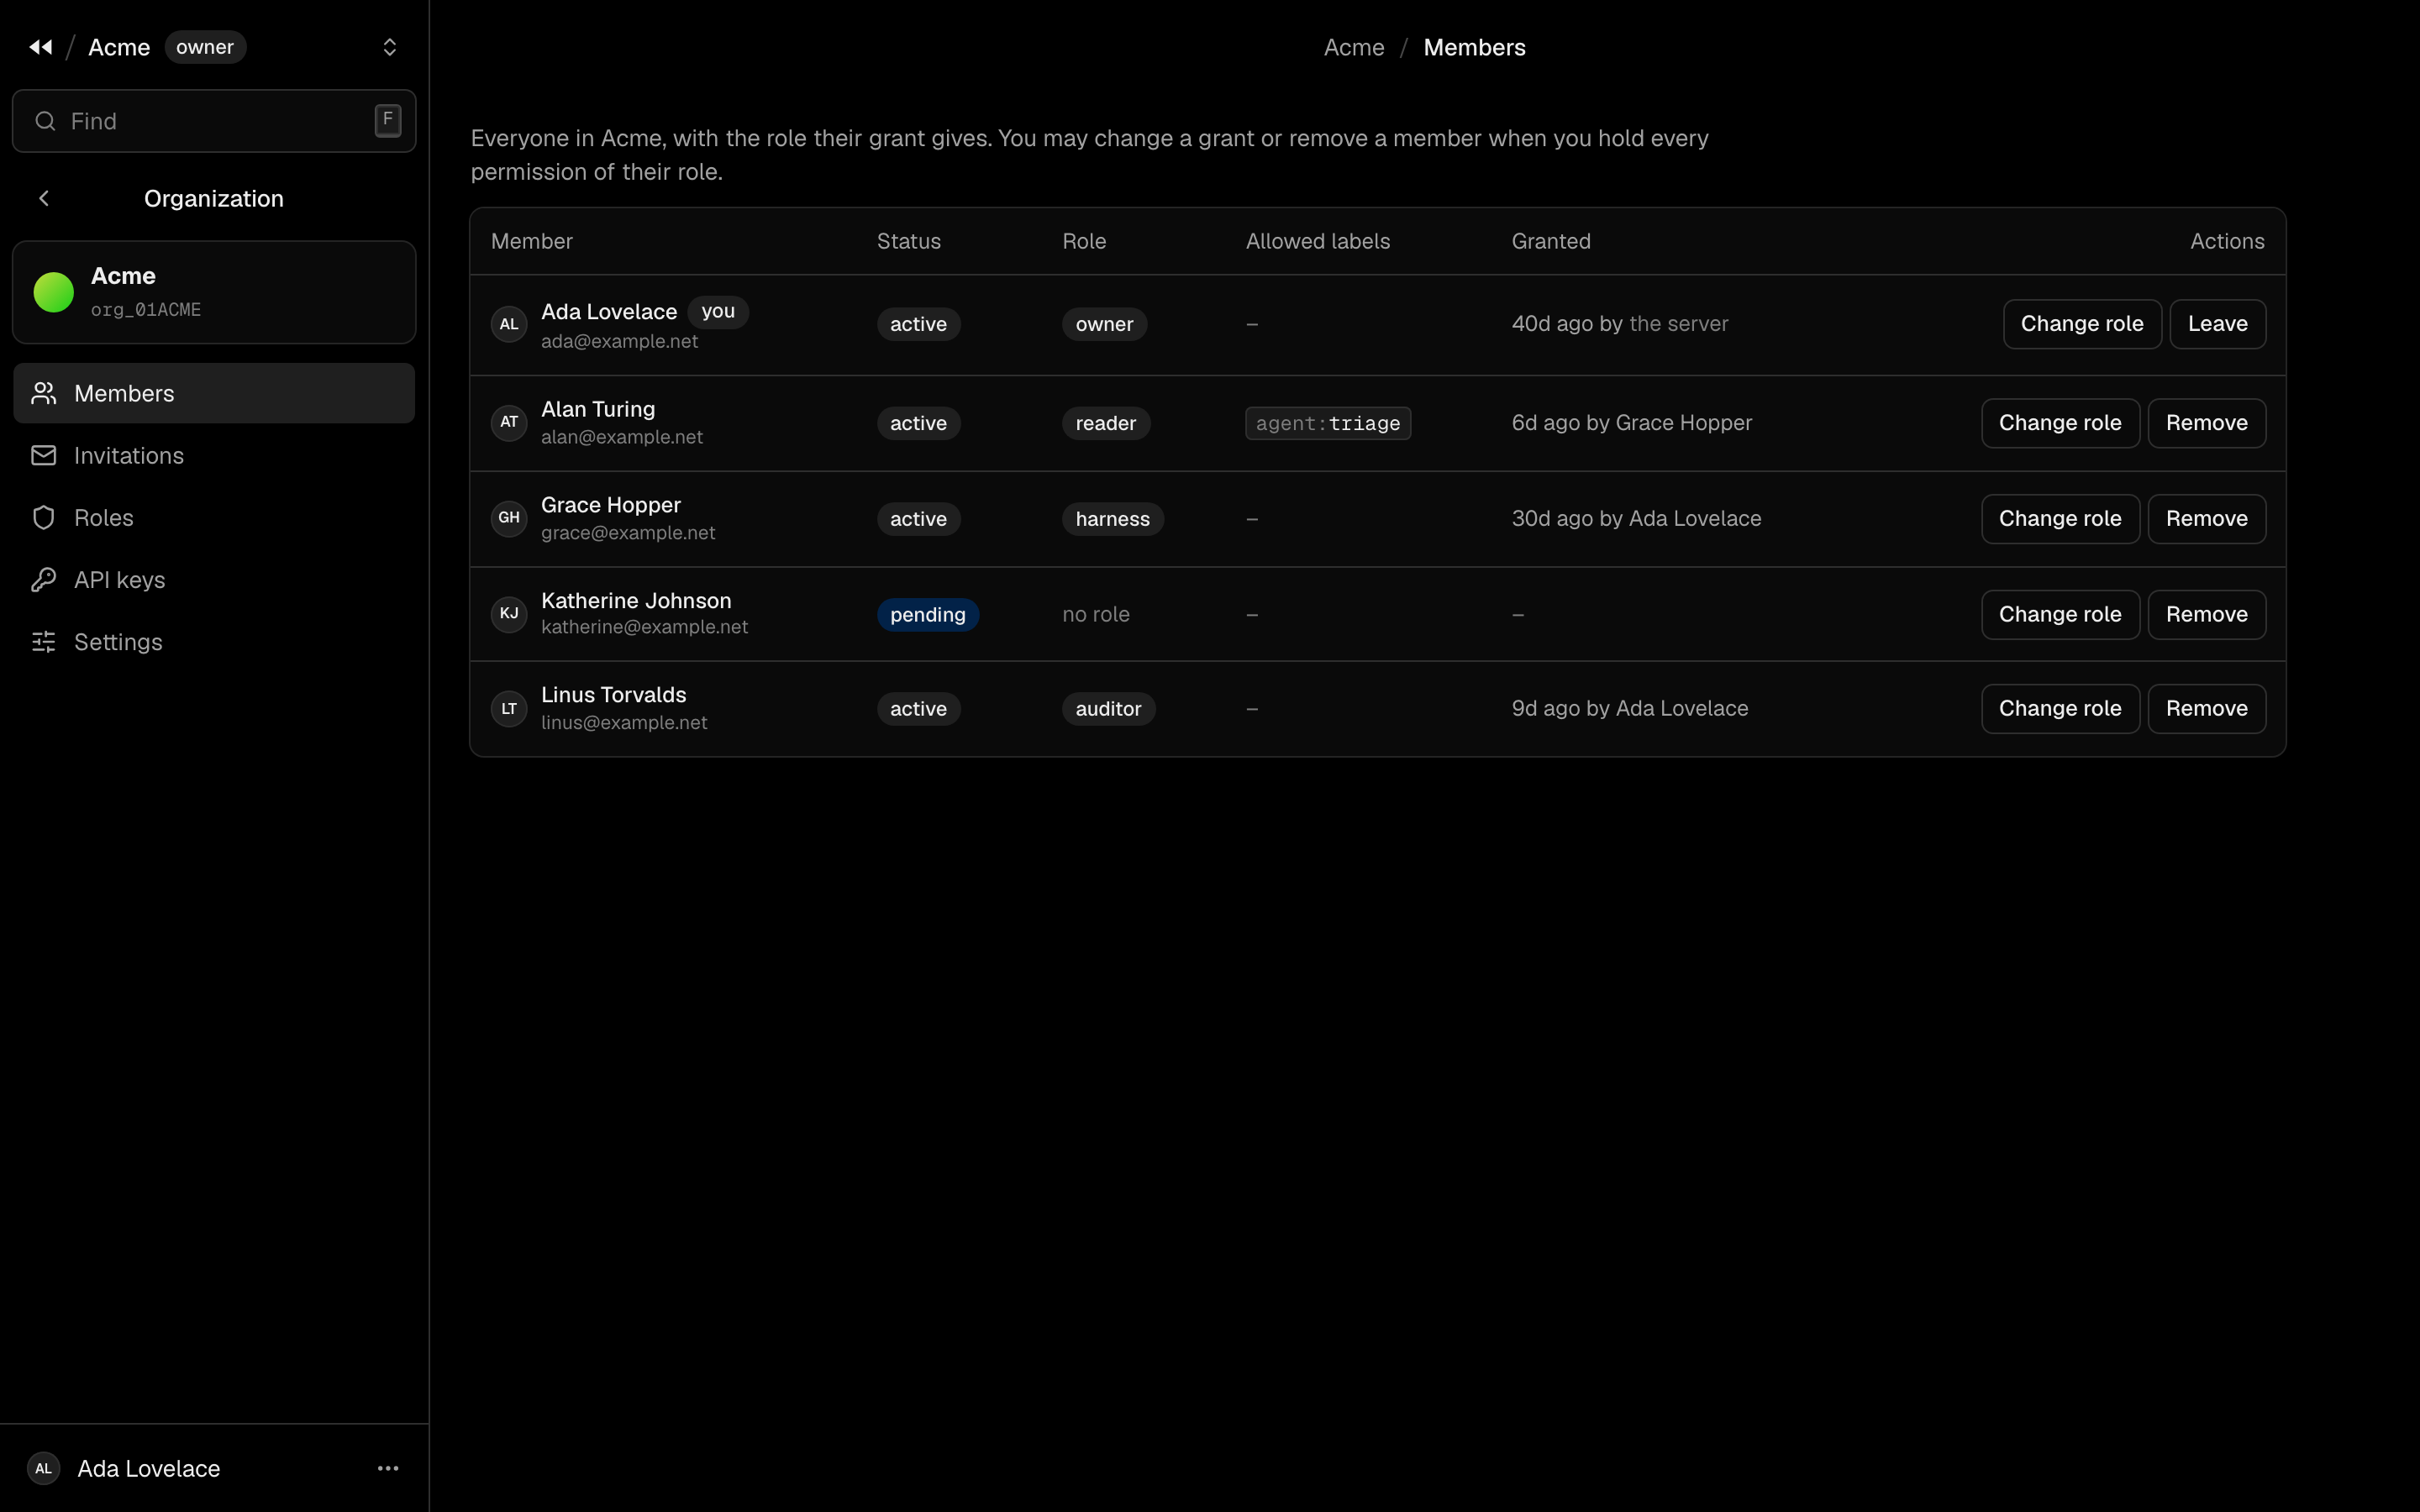 / Acme owner
Find F
Organization
Acme
org_01ACME
Members
Invitations
Roles
API keys
Settings
AL Ada Lovelace
Acme / Members
Everyone in Acme, with the role their grant gives. You may change a grant or remove a member when you hold every
permission of their role.
Member Status Role Allowed labels Granted Actions
AL Ada Lovelace you active owner – 40d ago by the server Change role Leave
ada@example.net
AT Alan Turing active reader agent:triage 6d ago by Grace Hopper Change role Remove
alan@example.net
GH Grace Hopper active harness – 30d ago by Ada Lovelace Change role Remove
grace@example.net
KJ Katherine Johnson pending no role – – Change role Remove
katherine@example.net
LT Linus Torvalds active auditor – 9d ago by Ada Lovelace Change role Remove
linus@example.net